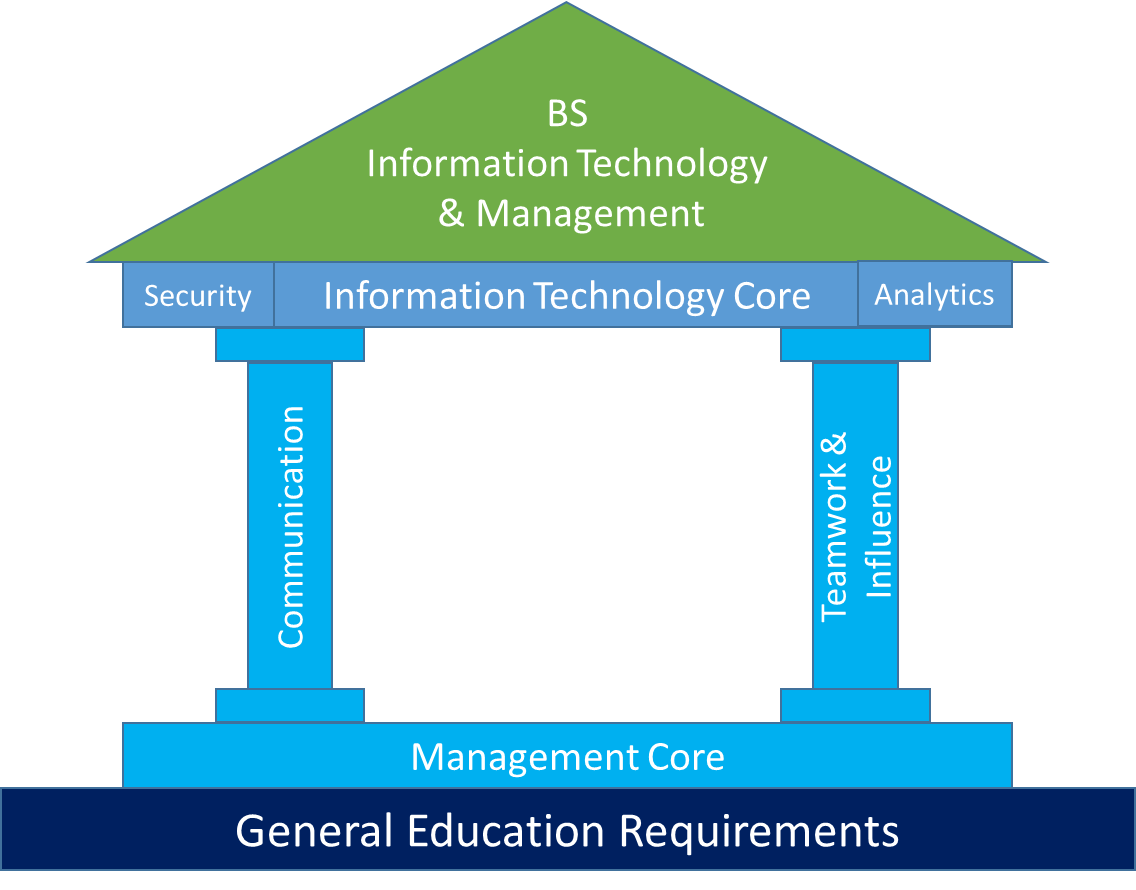 BS
Information Technology
& Management
Security
Information Technology Core
Analytics
Communication
Teamwork &
Influence
Management Core
General Education Requirements